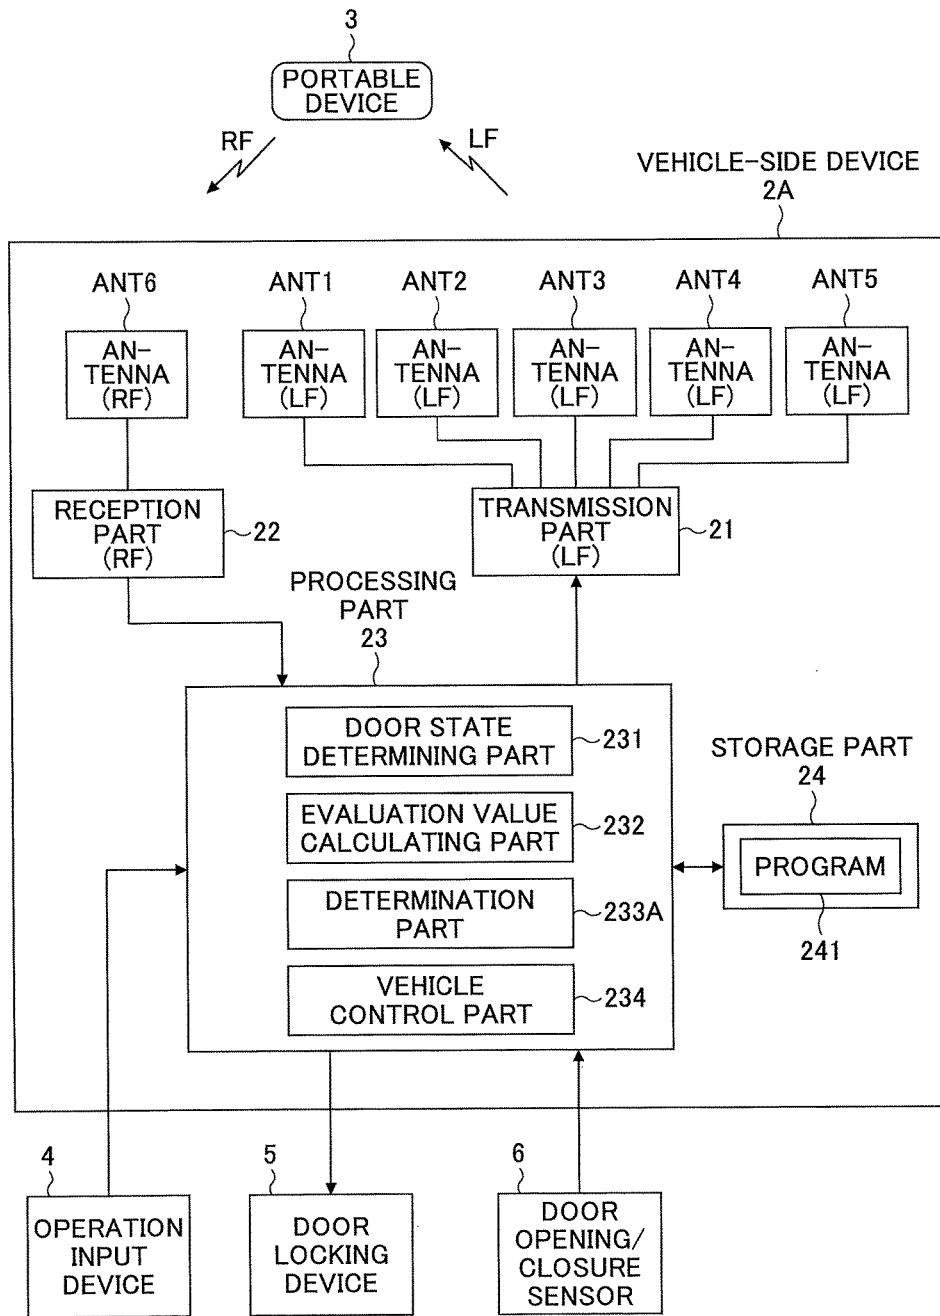 3
PORTABLE
DEVICE
RF
LF
VEHICLE-SIDE DEVICE
2A
ANT6
ANT1
ANT2
ANT3
ANT4
ANT5
AN-
TENNA
(RF)
AN-
TENNA
(LF)
AN-
TENNA
(LF)
AN-
TENNA
(LF)
AN-
TENNA
(LF)
AN-
TENNA
(LF)
RECEPTION
PART
(RF)
22
TRANSMISSION
PART
(LF)
21
PROCESSING
PART
23
DOOR STATE
DETERMINING PART
231
EVALUATION VALUE
CALCULATING PART
232
DETERMINATION
PART
233A
VEHICLE
CONTROL PART
234
STORAGE PART
24
PROGRAM
241
4
OPERATION
INPUT
DEVICE
5
DOOR
LOCKING
DEVICE
6
DOOR
OPENING/
CLOSURE
SENSOR